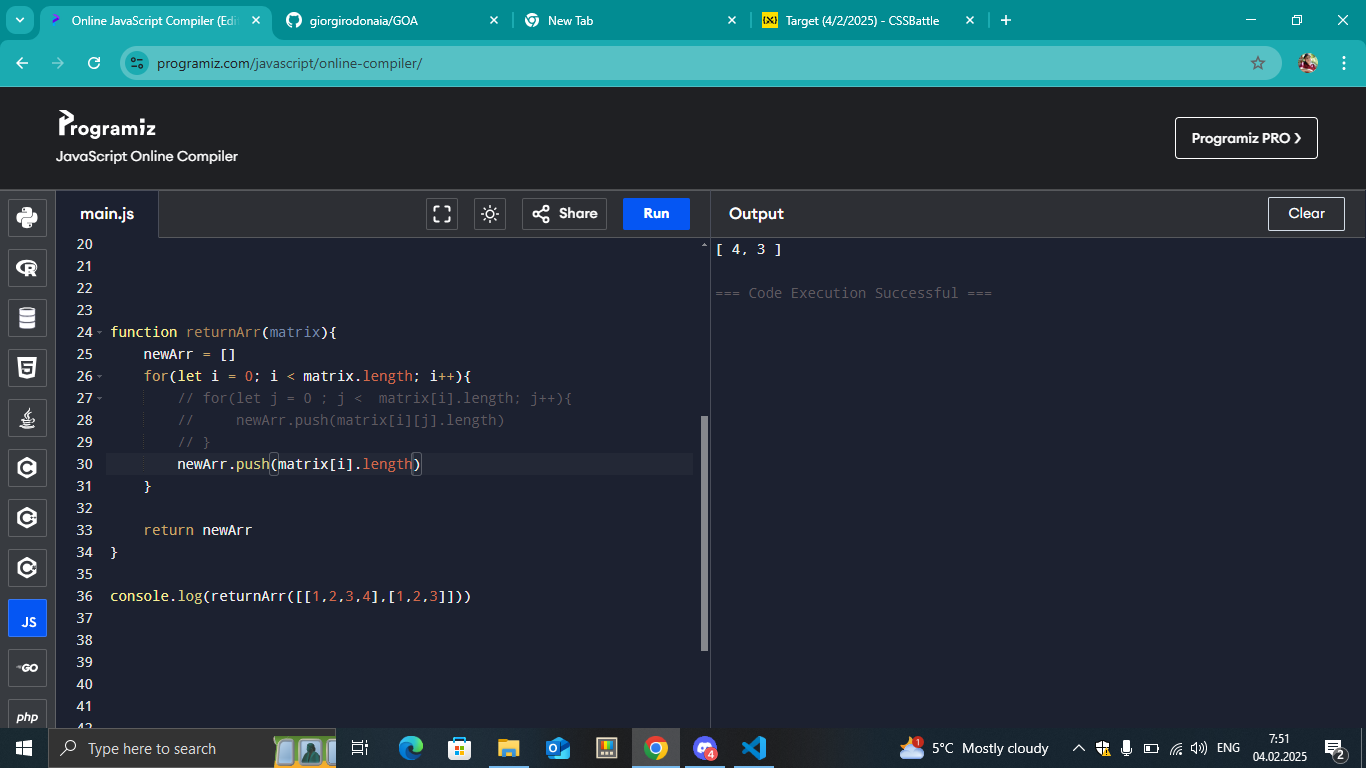 Online JavaScript Compiler (Edi
giorgirodonaia/GOA
New Tab
Target (4/2/2025) - CSSBattle
programiz.com/javascript/online-compiler/
Programiz
JavaScript Online Compiler
Programiz PRO
main.js
Share
Run
Output
Clear
20
21
22
23
24 function returnArr(matrix){
25 newArr = []
26 for(let i = 0; i < matrix.length; i++){
27 // for(let j = 0 ; j <  matrix[i].length; j++){
28 //     newArr.push(matrix[i][j].length)
29 // }
30 newArr.push(matrix[i].length)
31 }
32
33 return newArr
34 }
35
36 console.log(returnArr([[1,2,3,4],[1,2,3]]))
37
38
39
40
41
42
[ 4, 3 ]
=== Code Execution Successful ===
R
5
C
C
C
JS
GO
php
Type here to search
4
5°C Mostly cloudy
1
ENG
7:51
04.02.2025
2